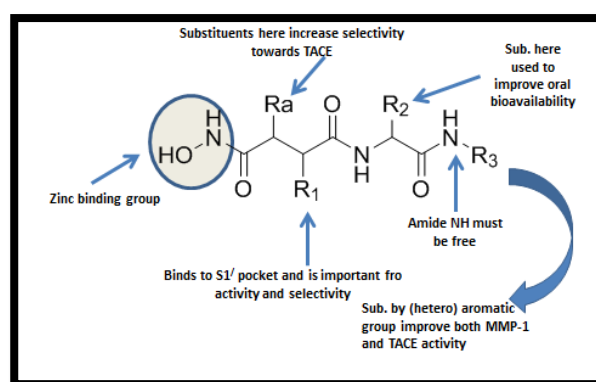 Substituents here increase selectivity
towards TACE
Sub. here
used to
improve oral
bioavailability
Ra
O
R2
H
N
H
N
HO
R3
N
H
O
R1
O
Zinc binding group
Amide NH must
be free
Binds to S1/ pocket and is important fro
activity and selectivity
Sub. by (hetero) aromatic
group improve both MMP-1
and TACE activity